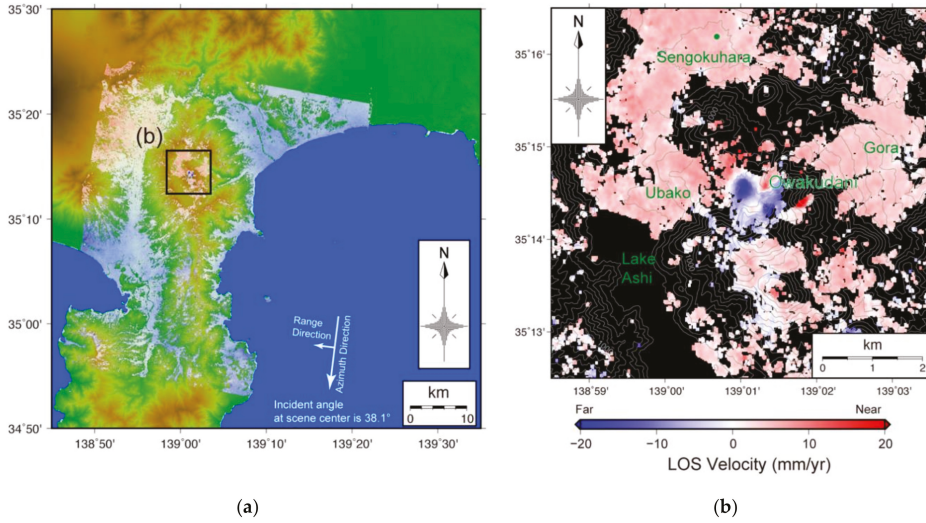 35°30'
35°20'
35°10'
35°00'
34°50'
138°50'
139°00'
139°10'
139°20'
139°30'
(b)
N
Range
Direction
Azimuth Direction
Incident angle
at scene center is 38.1°
km
0
10
(a)
35°16'
35°15'
35°14'
35°13'
138°59'
139°00'
139°01'
139°02'
139°03'
N
Sengokuhara
Gora
Owakudani
Ubako
Lake
Ashi
km
0
1
2
Far
Near
−20
−10
0
10
20
LOS Velocity (mm/yr)
(b)